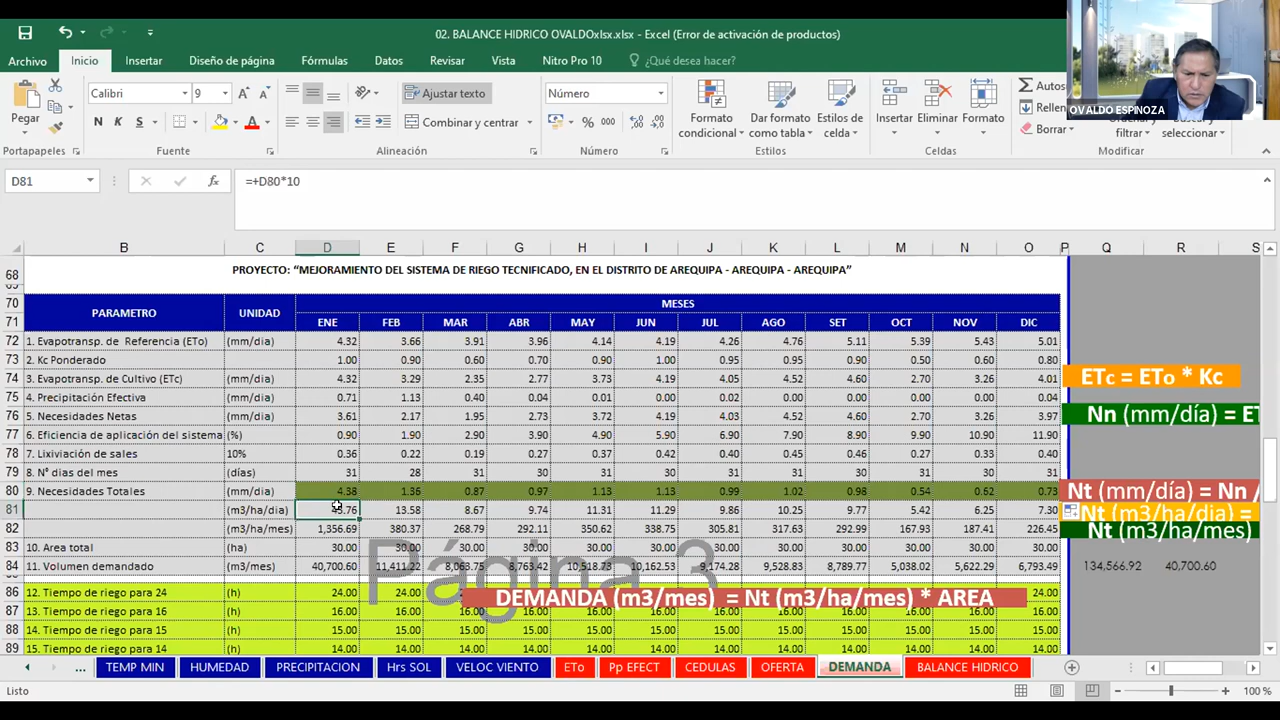 02. BALANCE HIDRICO OVALDOxlsx.xlsx - Excel (Error de activación de productos)
OVALDO ESPINOZA
Archivo Inicio Insertar Diseño de página Fórmulas Datos Revisar Vista Nitro Pro 10 ¿Qué desea hacer?
Calibri 9 Ajustar texto Número
Pegar N K S Combinar y centrar % 000
Formato condicional Dar formato como tabla Estilos de celda
Insertar Eliminar Formato
Borrar filtrar seleccionar
Portapapeles Fuente Alineación Número Estilos Celdas Modificar
D81 =+D80*10
B C D E F G H I J K L M N O P Q R S
68 PROYECTO: “MEJORAMIENTO DEL SISTEMA DE RIEGO TECNIFICADO, EN EL DISTRITO DE AREQUIPA - AREQUIPA - AREQUIPA”
70 PARAMETRO UNIDAD MESES
71 ENE FEB MAR ABR MAY JUN JUL AGO SET OCT NOV DIC
72 1. Evapotransp. de Referencia (ETo) (mm/dia) 4.32 3.66 3.91 3.96 4.14 4.19 4.26 4.76 5.11 5.39 5.43 5.01
73 2. Kc Ponderado 1.00 0.90 0.60 0.70 0.90 1.00 0.95 0.95 0.90 0.50 0.60 0.80
74 3. Evapotransp. de Cultivo (ETc) (mm/dia) 4.32 3.29 2.35 2.77 3.73 4.19 4.05 4.52 4.60 2.70 3.26 4.01
ETc = ETo * Kc
75 4. Precipitación Efectiva (mm/dia) 0.71 1.13 0.40 0.04 0.01 0.00 0.02 0.00 0.00 0.00 0.00 0.04
76 5. Necesidades Netas (mm/dia) 3.61 2.17 1.95 2.73 3.72 4.19 4.03 4.52 4.60 2.70 3.26 3.97
Nn (mm/día) = ET
77 6. Eficiencia de aplicación del sistema (%) 0.90 1.90 2.90 3.90 4.90 5.90 6.90 7.90 8.90 9.90 10.90 11.90
78 7. Lixiviación de sales 10% 0.36 0.22 0.19 0.27 0.37 0.42 0.40 0.45 0.46 0.27 0.33 0.40
79 8. N° dias del mes (días) 31 28 31 30 31 30 31 31 30 31 30 31
80 9. Necesidades Totales (mm/dia) 4.38 1.36 0.87 0.97 1.13 1.13 0.99 1.02 0.98 0.54 0.62 0.73
Nt (mm/día) = Nn /
81 (m3/ha/dia) 13.58 8.67 9.74 11.31 11.29 9.86 10.25 9.77 5.42 6.25 7.30
Nt (m3/ha/dia) =
82 (m3/ha/mes) 1,356.69 380.37 268.79 292.11 350.62 338.75 305.81 317.63 292.99 167.93 187.41 226.45
Nt (m3/ha/mes)
83 10. Area total (ha) 30.00 30.00 30.00 30.00 30.00 30.00 30.00 30.00 30.00 30.00 30.00 30.00
84 11. Volumen demandado (m3/mes) 40,700.60 11,411.22 8,063.75 8,763.42 10,518.73 10,162.53 9,174.28 9,528.83 8,789.77 5,038.02 5,622.29 6,793.49 134,566.92 40,700.60
Página 3
86 12. Tiempo de riego para 24 (h) 24.00 24.00 24.00
DEMANDA (m3/mes) = Nt (m3/ha/mes) * AREA
87 13. Tiempo de riego para 16 (h) 16.00 16.00 16.00 16.00 16.00 16.00 16.00 16.00 16.00 16.00 16.00 16.00
88 14. Tiempo de riego para 15 (h) 15.00 15.00 15.00 15.00 15.00 15.00 15.00 15.00 15.00 15.00 15.00 15.00
89 15. Tiempo de riego para 14 (h) 14.00 14.00 14.00 14.00 14.00 14.00 14.00 14.00 14.00 14.00 14.00 14.00
... TEMP MIN HUMEDAD PRECIPITACION Hrs SOL VELOC VIENTO ETo Pp EFECT CEDULAS OFERTA DEMANDA BALANCE HIDRICO
Listo 100 %